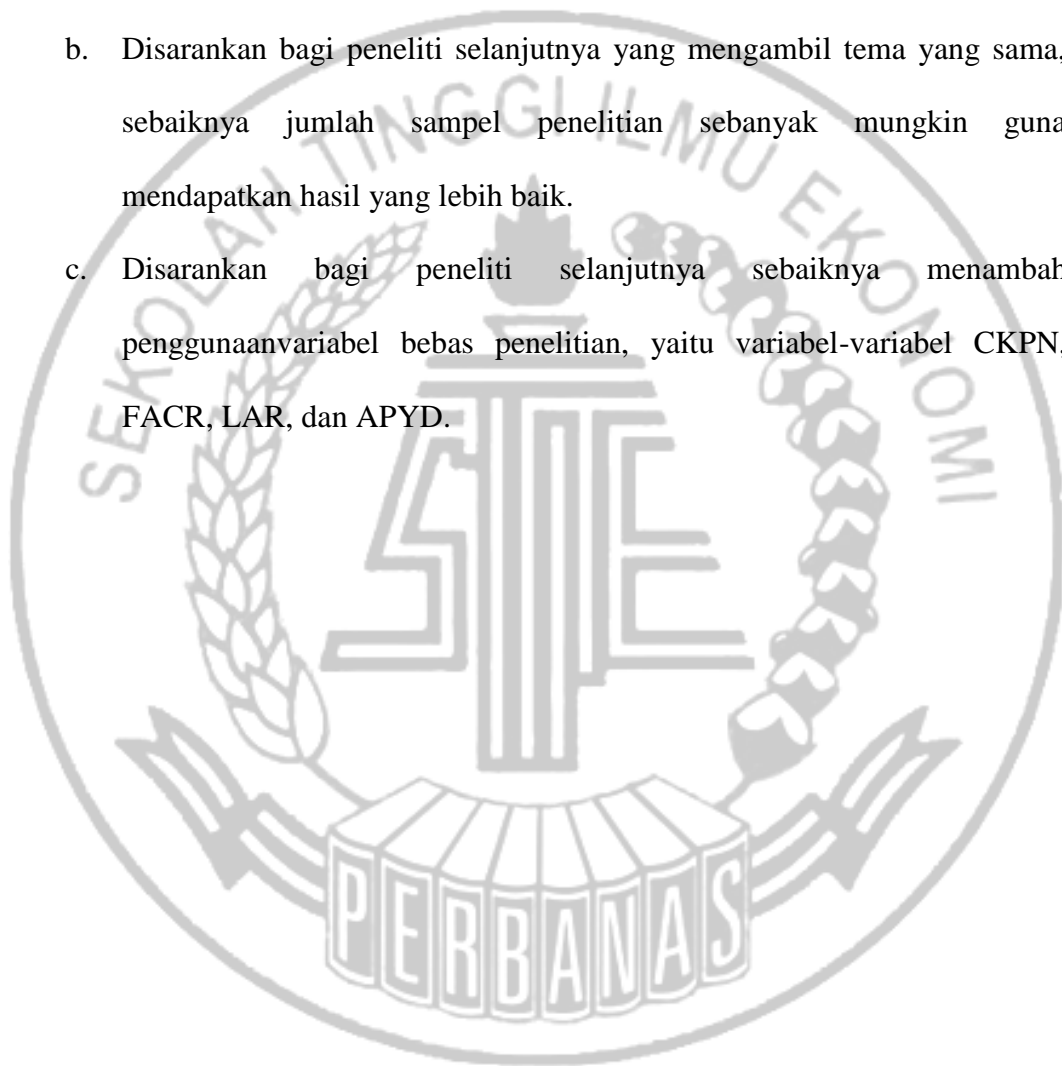 b. Disarankan bagi peneliti selanjutnya yang mengambil tema yang sama,
sebaiknya jumlah sampel penelitian sebanyak mungkin guna
mendapatkan hasil yang lebih baik.
c. Disarankan bagi peneliti selanjutnya sebaiknya menambah
penggunaanvariabel bebas penelitian, yaitu variabel-variabel CKPN,
FACR, LAR, dan APYD.
SEKOLAH TINGGI ILMU EKONOMI
STIE
PERBANAS